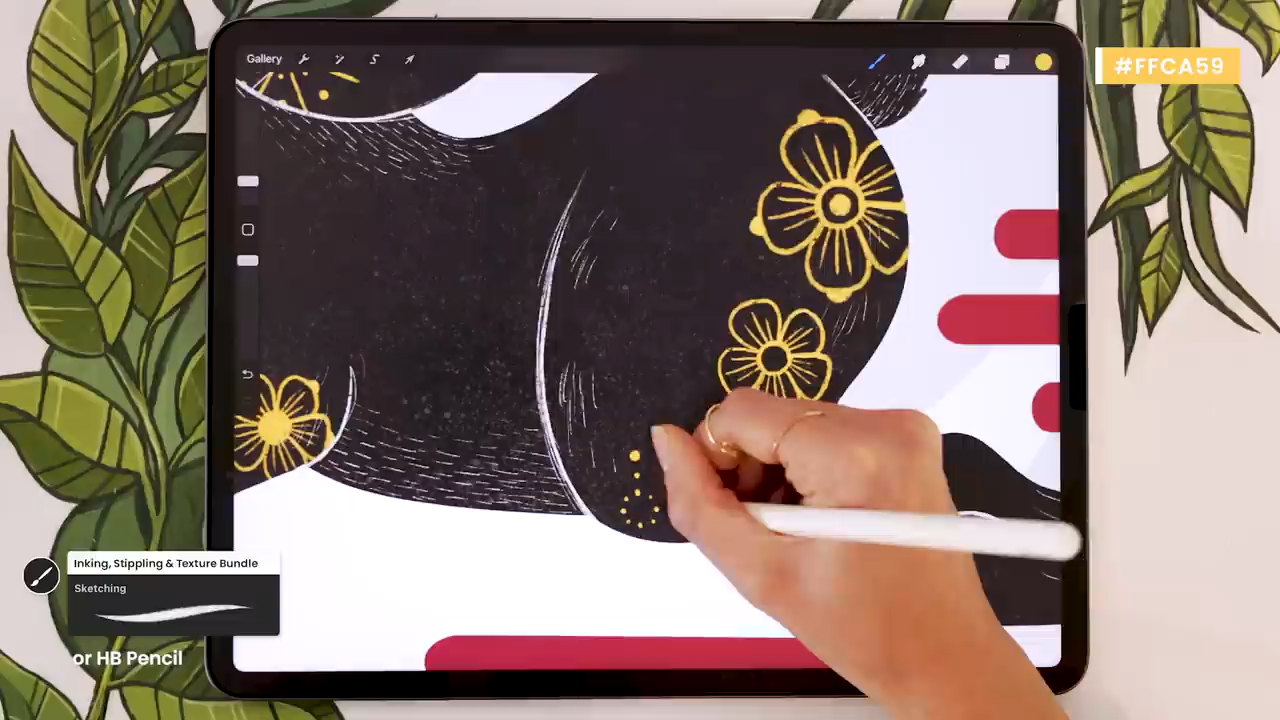 Gallery
#FFCA59
Inking, Stippling & Texture Bundle
Sketching
or HB Pencil